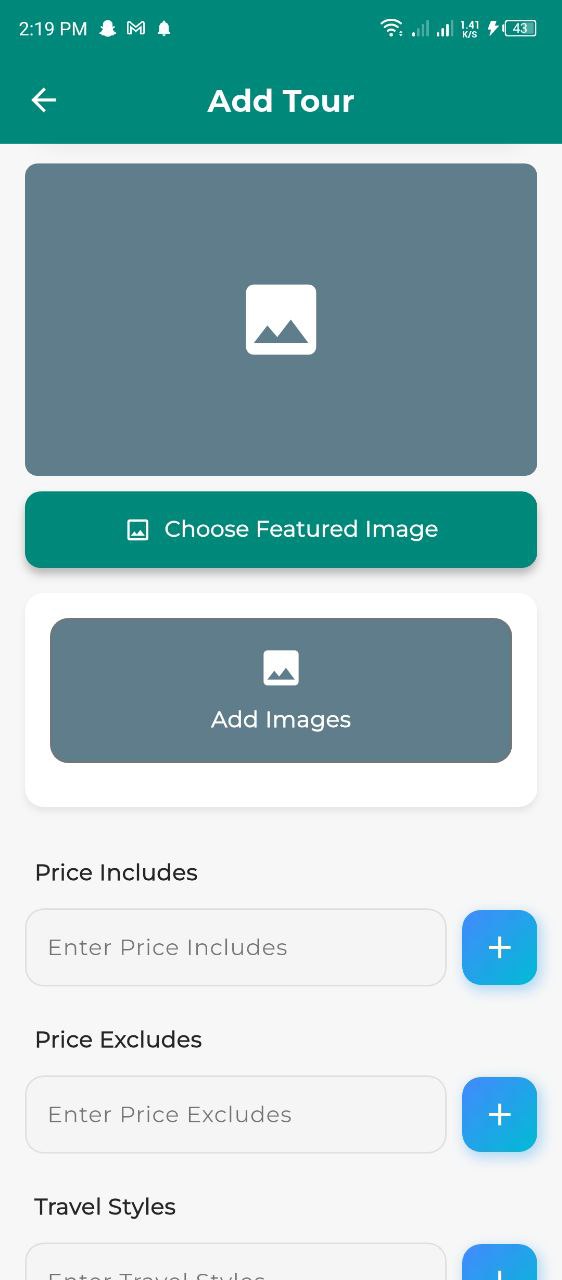 2:19 PM
1.41
K/S
43
Add Tour
Choose Featured Image
Add Images
Price Includes
Enter Price Includes
Price Excludes
Enter Price Excludes
Travel Styles
Enter Travel Styles